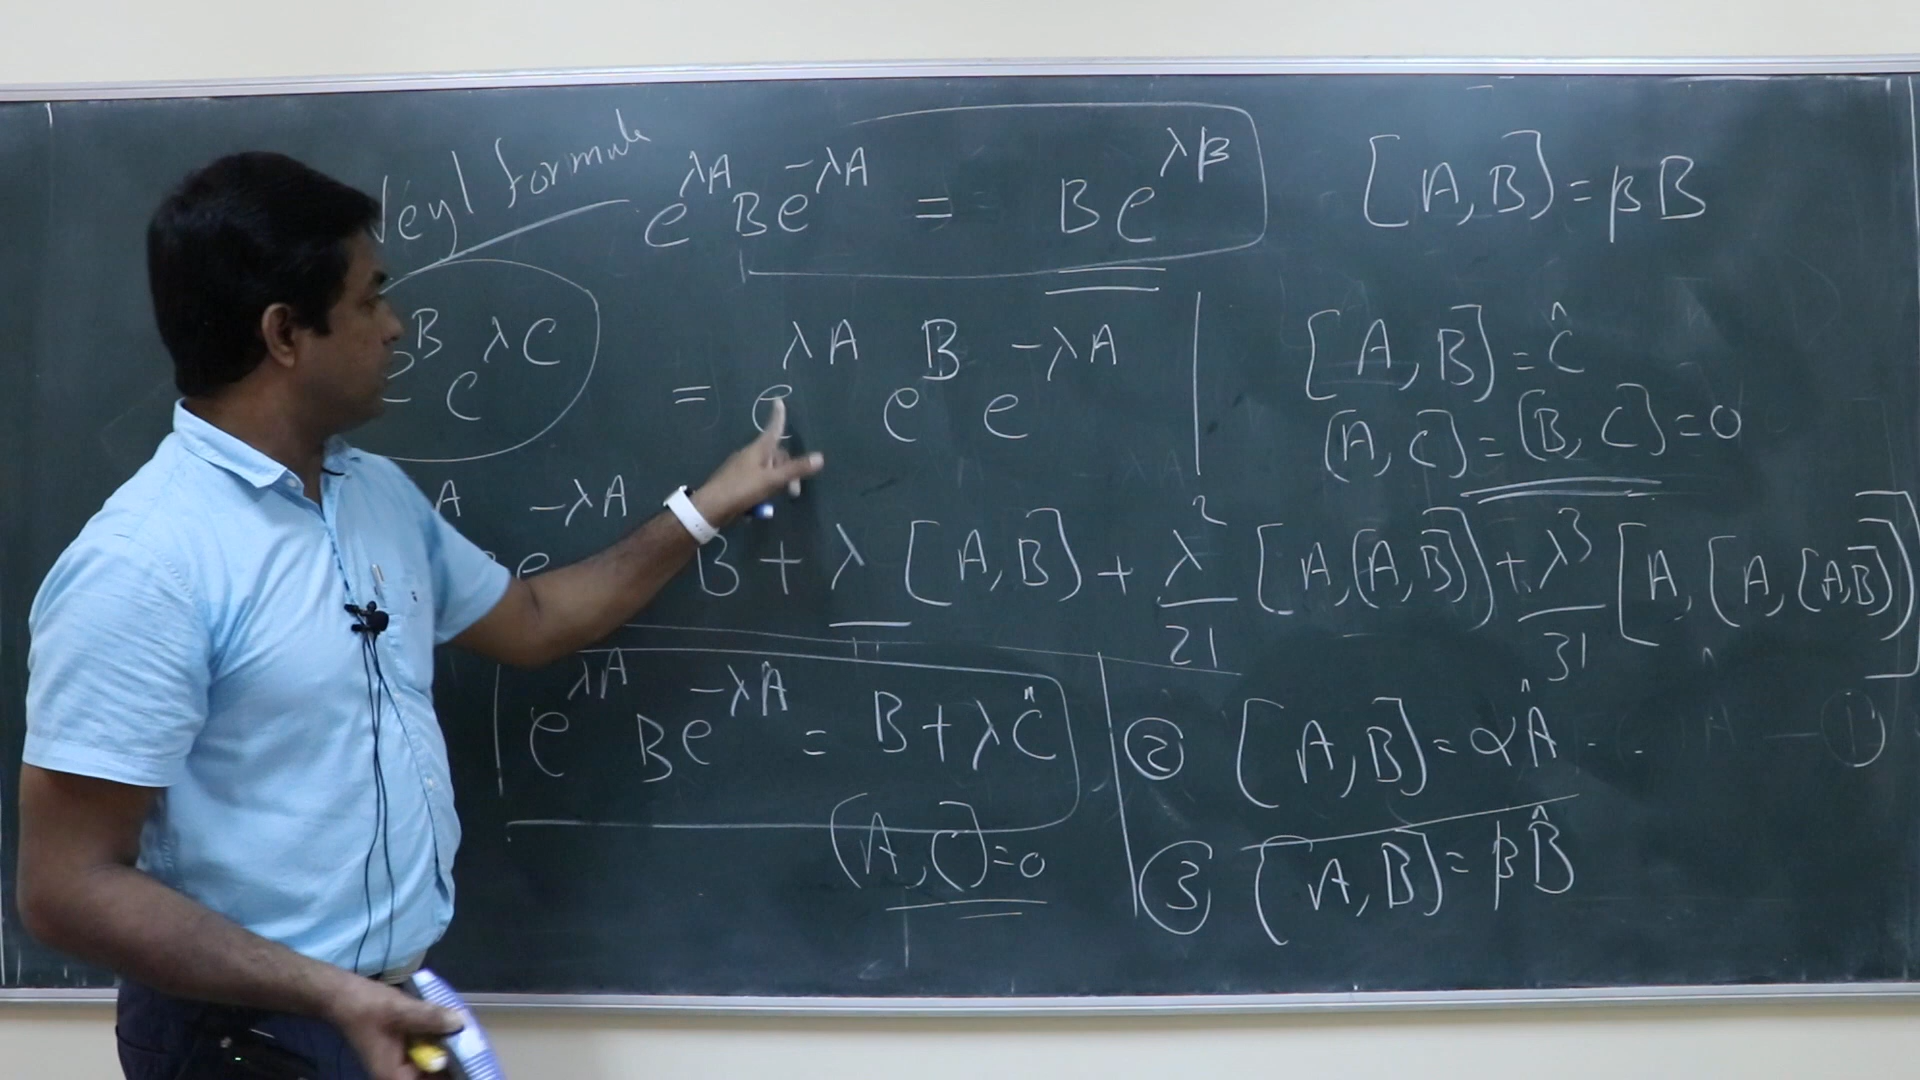 Weyl formula
e^{λA} B e^{-λA} = B e^{λβ}
[A,B] = βB
e^{B} e^{λC} = e^{λA} e^{B} e^{-λA}
[A,B] = Ĉ
[A,C] = [B,C] = 0
A -λA
e B + λ [A,B] + λ²/2! [A,[A,B]] + λ³/3! [A,[A,[A,B]]]
e^{λA} B e^{-λA} = B + λĈ
[A,C] = 0
② [A,B] = αÂ
①
③ [A,B] = βB̂